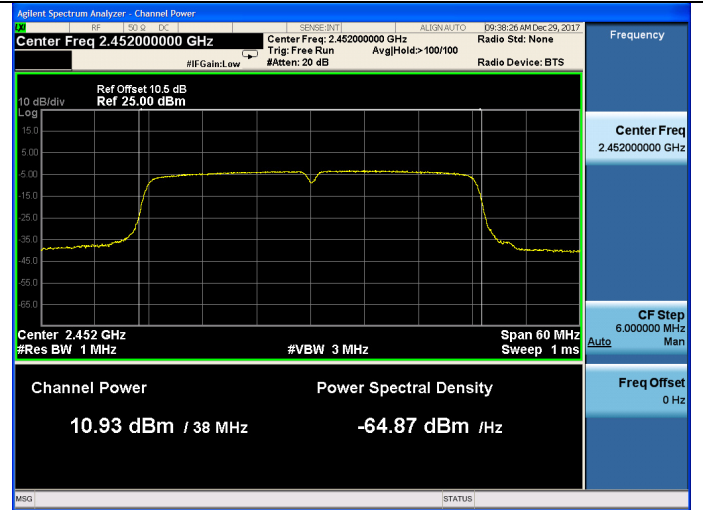 Agilent Spectrum Analyzer - Channel Power
RF 50 Ω DC SENSE:INT ALIGN AUTO 09:38:26 AM Dec 29, 2017
Center Freq 2.452000000 GHz
Center Freq: 2.452000000 GHz Radio Std: None
Trig: Free Run Avg|Hold:>100/100
#IFGain:Low #Atten: 20 dB Radio Device: BTS
Ref Offset 10.5 dB
10 dB/div Ref 25.00 dBm
Log
15.0
5.00
-5.00
-15.0
-25.0
-35.0
-45.0
-55.0
-65.0
Center 2.452 GHz Span 60 MHz
#Res BW 1 MHz #VBW 3 MHz Sweep 1 ms
Channel Power Power Spectral Density
10.93 dBm / 38 MHz -64.87 dBm /Hz
MSG STATUS
Frequency
Center Freq
2.452000000 GHz
CF Step
6.000000 MHz
Auto Man
Freq Offset
0 Hz